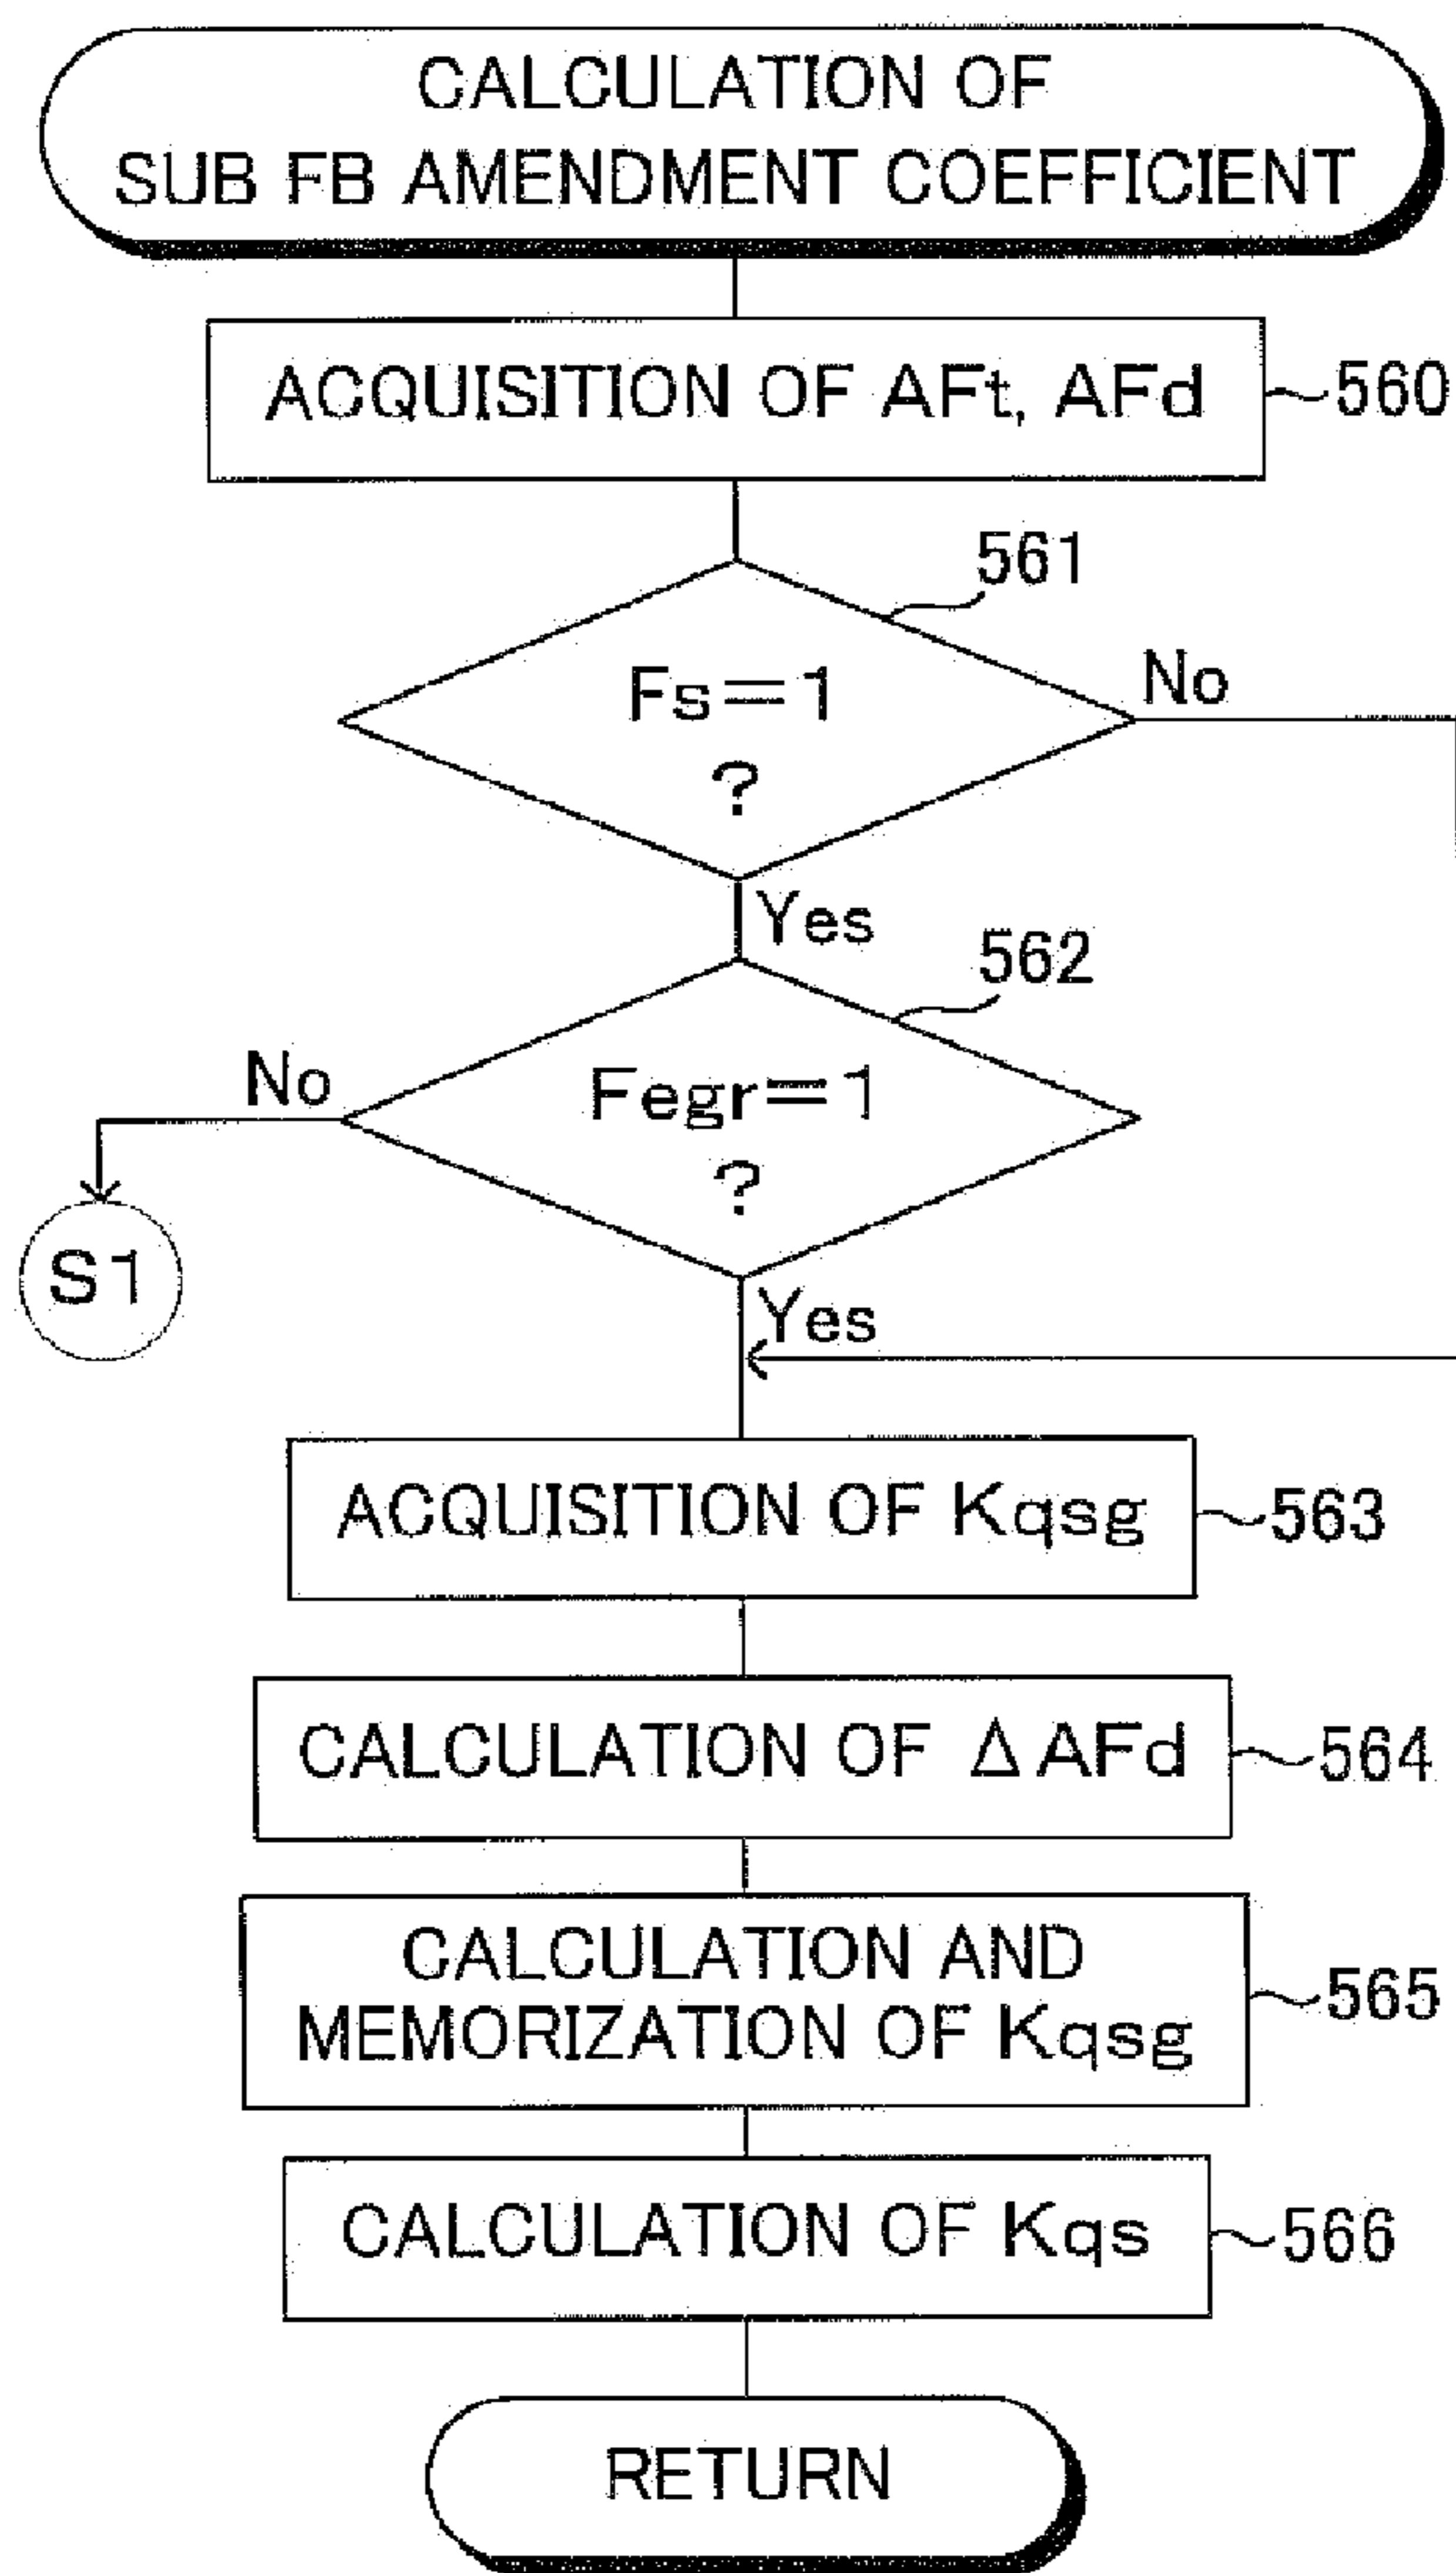 CALCULATION OF
SUB FB AMENDMENT COEFFICIENT
ACQUISITION OF AFt, AFd
560
561
Fs=1
?
No
Yes
562
Fegr=1
?
No
S1
Yes
ACQUISITION OF Kqsg
563
CALCULATION OF Δ AFd
564
CALCULATION AND
MEMORIZATION OF Kqsg
565
CALCULATION OF Kqs
566
RETURN